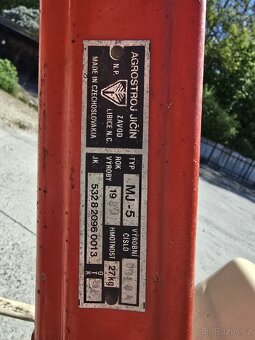 AGROSTROJ JIČÍN
N.P.
ZÁVOD
LIBICE N.C.
MADE IN CZECHOSLOVAKIA
TYP MJ-5
VÝROBNÍ ČÍSLO
ROK VÝROBY 19
HMOTNOST 27/kg
JK 532 8 2096 0013